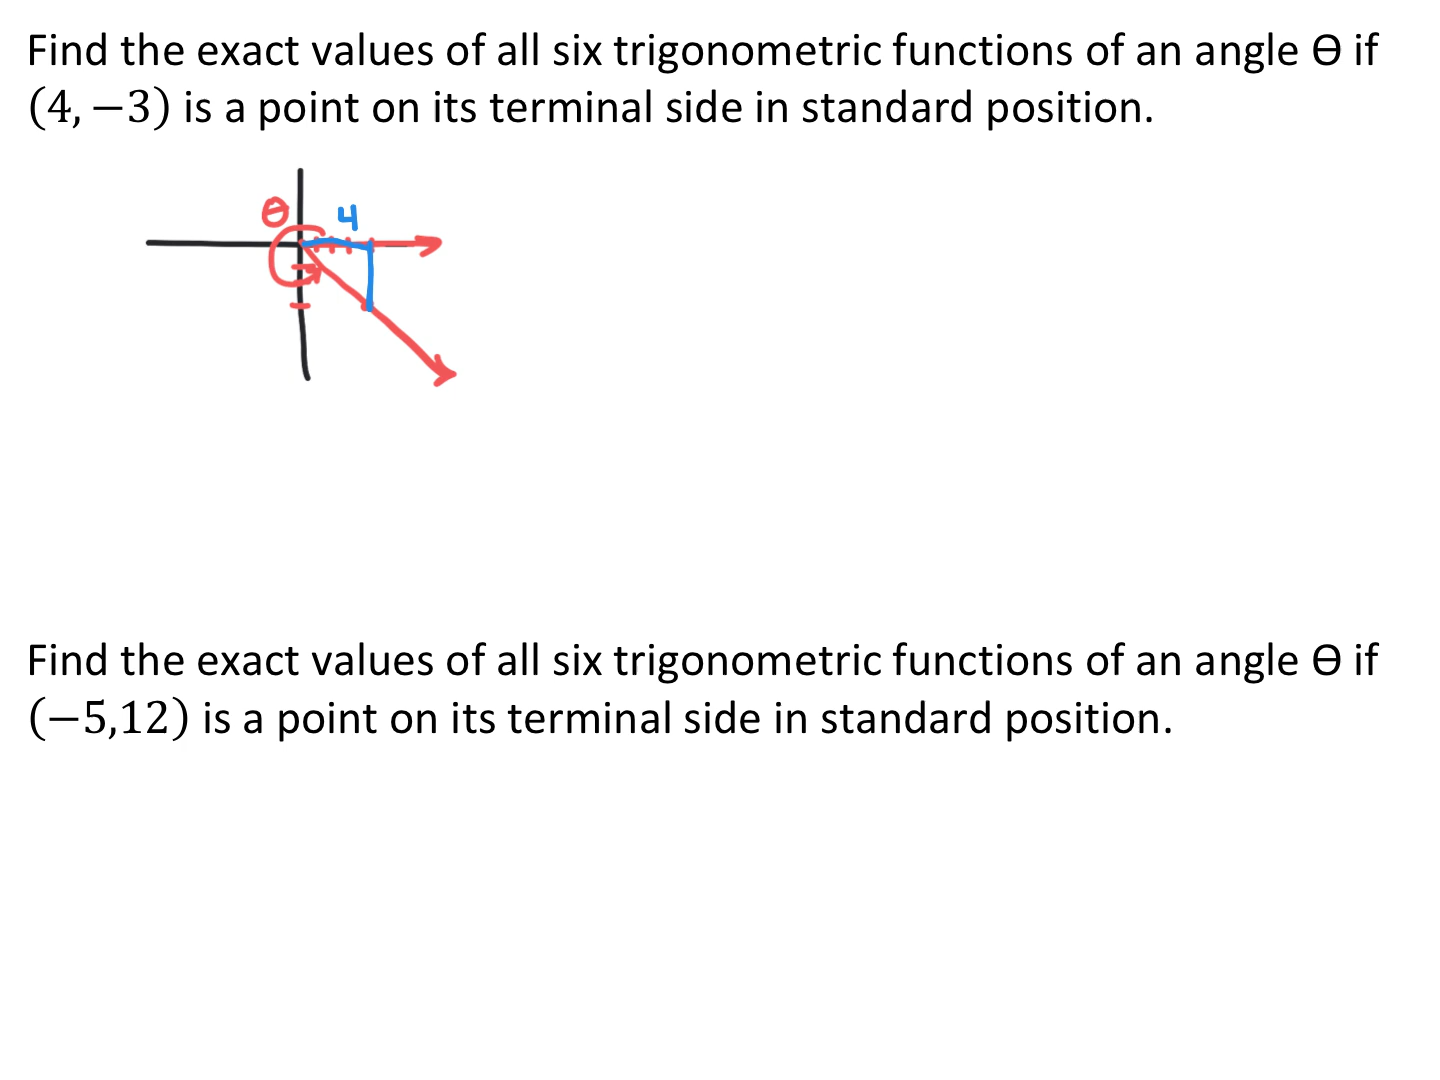 Find the exact values of all six trigonometric functions of an angle ϴ if
(4, −3) is a point on its terminal side in standard position.
θ 4
Find the exact values of all six trigonometric functions of an angle ϴ if
(−5,12) is a point on its terminal side in standard position.